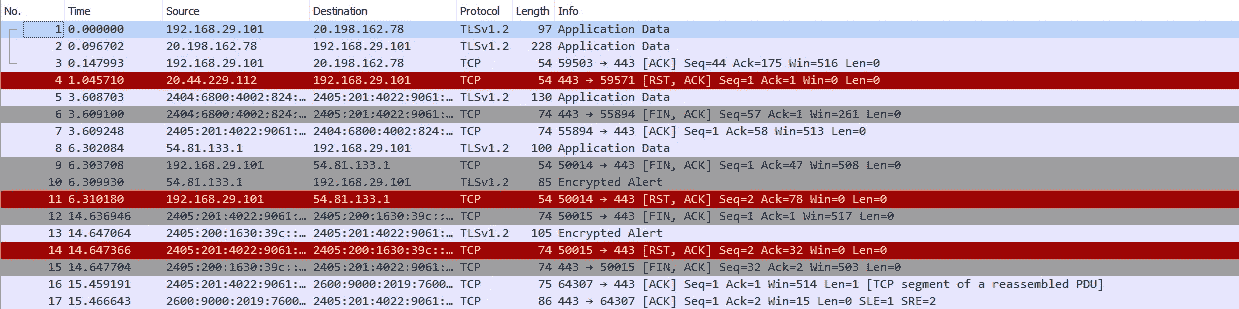 No. Time Source Destination Protocol Length Info
1 0.000000 192.168.29.101 20.198.162.78 TLSv1.2 97 Application Data
2 0.096702 20.198.162.78 192.168.29.101 TLSv1.2 228 Application Data
3 0.147993 192.168.29.101 20.198.162.78 TCP 54 59503 → 443 [ACK] Seq=44 Ack=175 Win=516 Len=0
4 1.045710 20.44.229.112 192.168.29.101 TCP 54 443 → 59571 [RST, ACK] Seq=1 Ack=1 Win=0 Len=0
5 3.608703 2404:6800:4002:824:… 2405:201:4022:9061:… TLSv1.2 130 Application Data
6 3.609100 2404:6800:4002:824:… 2405:201:4022:9061:… TCP 74 443 → 55894 [FIN, ACK] Seq=57 Ack=1 Win=261 Len=0
7 3.609248 2405:201:4022:9061:… 2404:6800:4002:824:… TCP 74 55894 → 443 [ACK] Seq=1 Ack=58 Win=513 Len=0
8 6.302084 54.81.133.1 192.168.29.101 TLSv1.2 100 Application Data
9 6.303708 192.168.29.101 54.81.133.1 TCP 54 50014 → 443 [FIN, ACK] Seq=1 Ack=47 Win=508 Len=0
10 6.309930 54.81.133.1 192.168.29.101 TLSv1.2 85 Encrypted Alert
11 6.310180 192.168.29.101 54.81.133.1 TCP 54 50014 → 443 [RST, ACK] Seq=2 Ack=78 Win=0 Len=0
12 14.636946 2405:201:4022:9061:… 2405:200:1630:39c::… TCP 74 50015 → 443 [FIN, ACK] Seq=1 Ack=1 Win=517 Len=0
13 14.647064 2405:200:1630:39c::… 2405:201:4022:9061:… TLSv1.2 105 Encrypted Alert
14 14.647366 2405:201:4022:9061:… 2405:200:1630:39c::… TCP 74 50015 → 443 [RST, ACK] Seq=2 Ack=32 Win=0 Len=0
15 14.647704 2405:200:1630:39c::… 2405:201:4022:9061:… TCP 74 443 → 50015 [FIN, ACK] Seq=32 Ack=2 Win=503 Len=0
16 15.459191 2405:201:4022:9061:… 2600:9000:2019:7600… TCP 75 64307 → 443 [ACK] Seq=1 Ack=1 Win=514 Len=1 [TCP segment of a reassembled PDU]
17 15.466643 2600:9000:2019:7600… 2405:201:4022:9061:… TCP 86 443 → 64307 [ACK] Seq=1 Ack=2 Win=15 Len=0 SLE=1 SRE=2